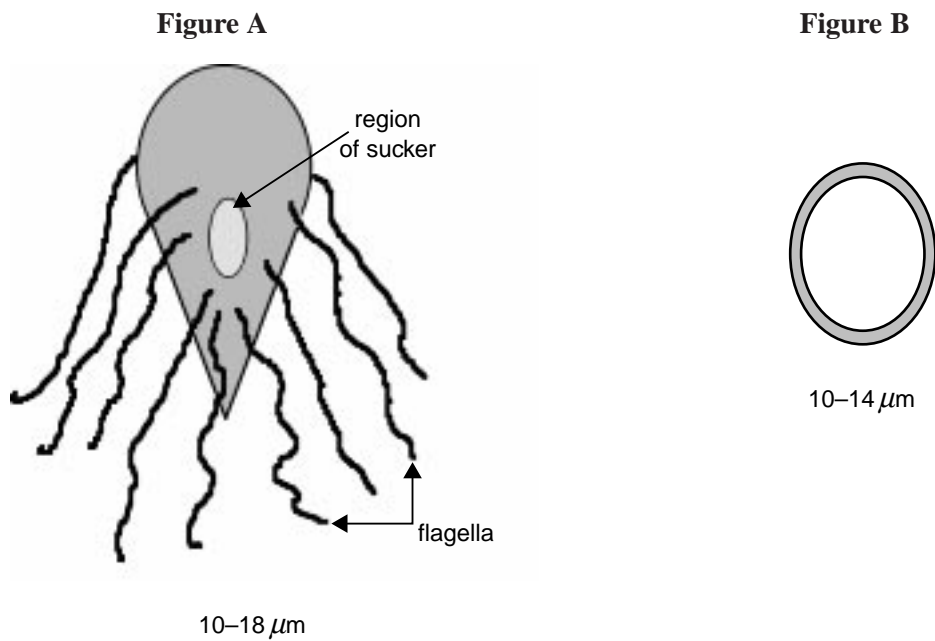 Figure A
Figure B
region
of sucker
10–14 μm
flagella
10–18 μm